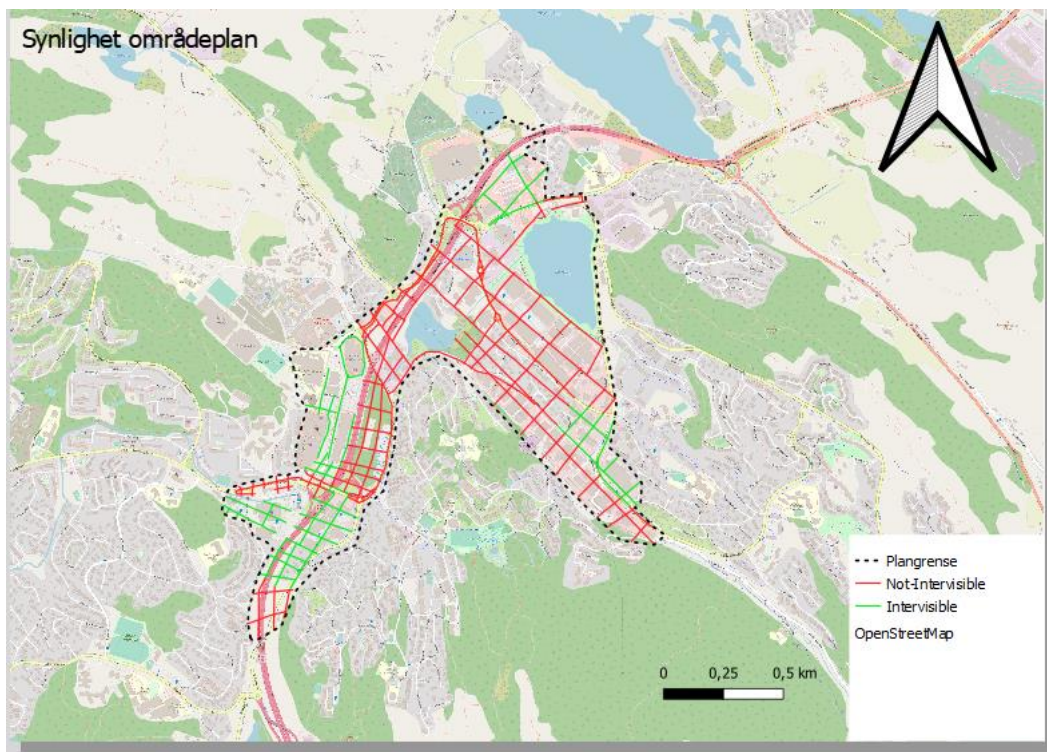 Synlighet områdeplan
Plangrense
Not-Intervisible
Intervisible
OpenStreetMap
0 0,25 0,5 km